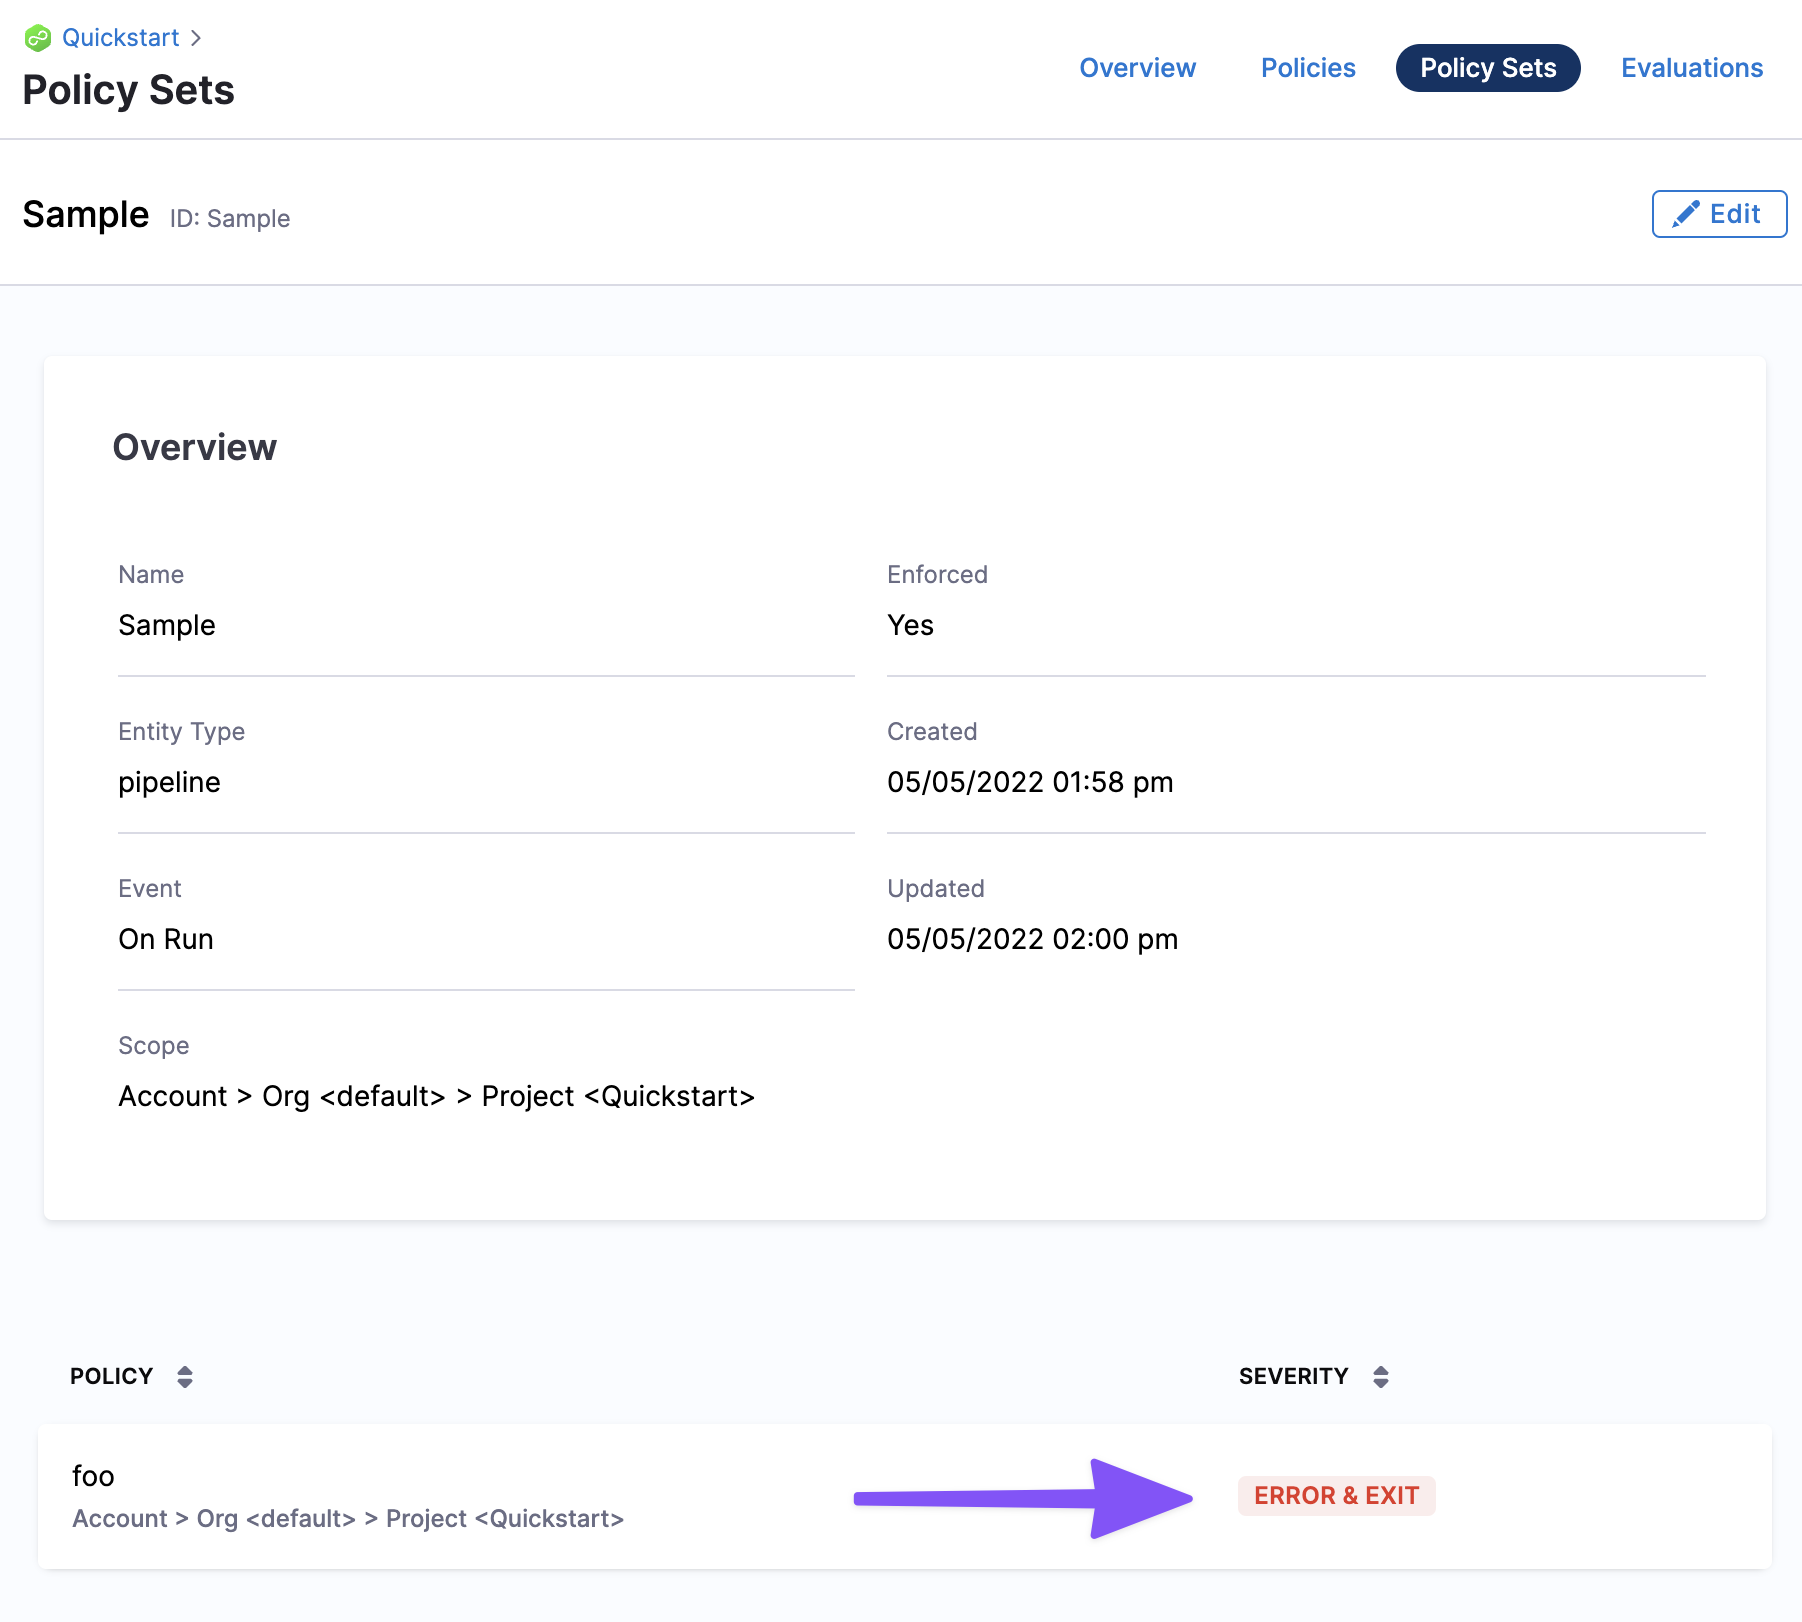 Quickstart >
Policy Sets
Overview
Policies
Policy Sets
Evaluations
Sample
ID: Sample
Edit
Overview
Name
Sample
Enforced
Yes
Entity Type
pipeline
Created
05/05/2022 01:58 pm
Event
On Run
Updated
05/05/2022 02:00 pm
Scope
Account > Org <default> > Project <Quickstart>
POLICY
SEVERITY
foo
Account > Org <default> > Project <Quickstart>
ERROR & EXIT